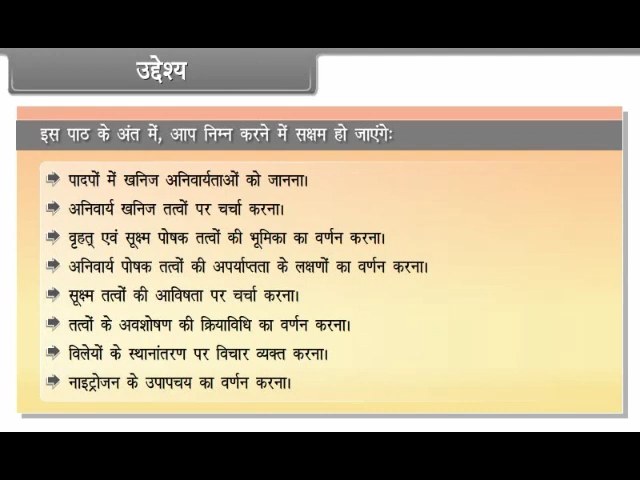 उद्देश्य
इस पाठ के अंत में, आप निम्न करने में सक्षम हो जाएंगेः
पादपों में खनिज अनिवार्यताओं को जानना।
अनिवार्य खनिज तत्वों पर चर्चा करना।
वृहत् एवं सूक्ष्म पोषक तत्वों की भूमिका का वर्णन करना।
अनिवार्य पोषक तत्वों की अपर्याप्तता के लक्षणों का वर्णन करना।
सूक्ष्म तत्वों की आविषता पर चर्चा करना।
तत्वों के अवशोषण की क्रियाविधि का वर्णन करना।
विलेयों के स्थानांतरण पर विचार व्यक्त करना।
नाइट्रोजन के उपापचय का वर्णन करना।